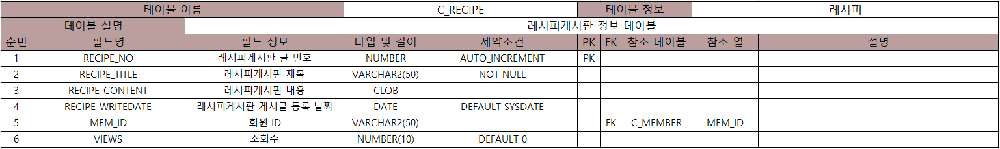 테이블 이름 C_RECIPE 테이블 정보 레시피
테이블 설명 레시피게시판 정보 테이블
순번 필드명 필드 정보 타입 및 길이 제약조건 PK FK 참조 테이블 참조 열 설명
1 RECIPE_NO 레시피게시판 글 번호 NUMBER AUTO_INCREMENT PK
2 RECIPE_TITLE 레시피게시판 제목 VARCHAR2(50) NOT NULL
3 RECIPE_CONTENT 레시피게시판 내용 CLOB
4 RECIPE_WRITEDATE 레시피게시판 게시글 등록 날짜 DATE DEFAULT SYSDATE
5 MEM_ID 회원 ID VARCHAR2(50) FK C_MEMBER MEM_ID
6 VIEWS 조회수 NUMBER(10) DEFAULT 0